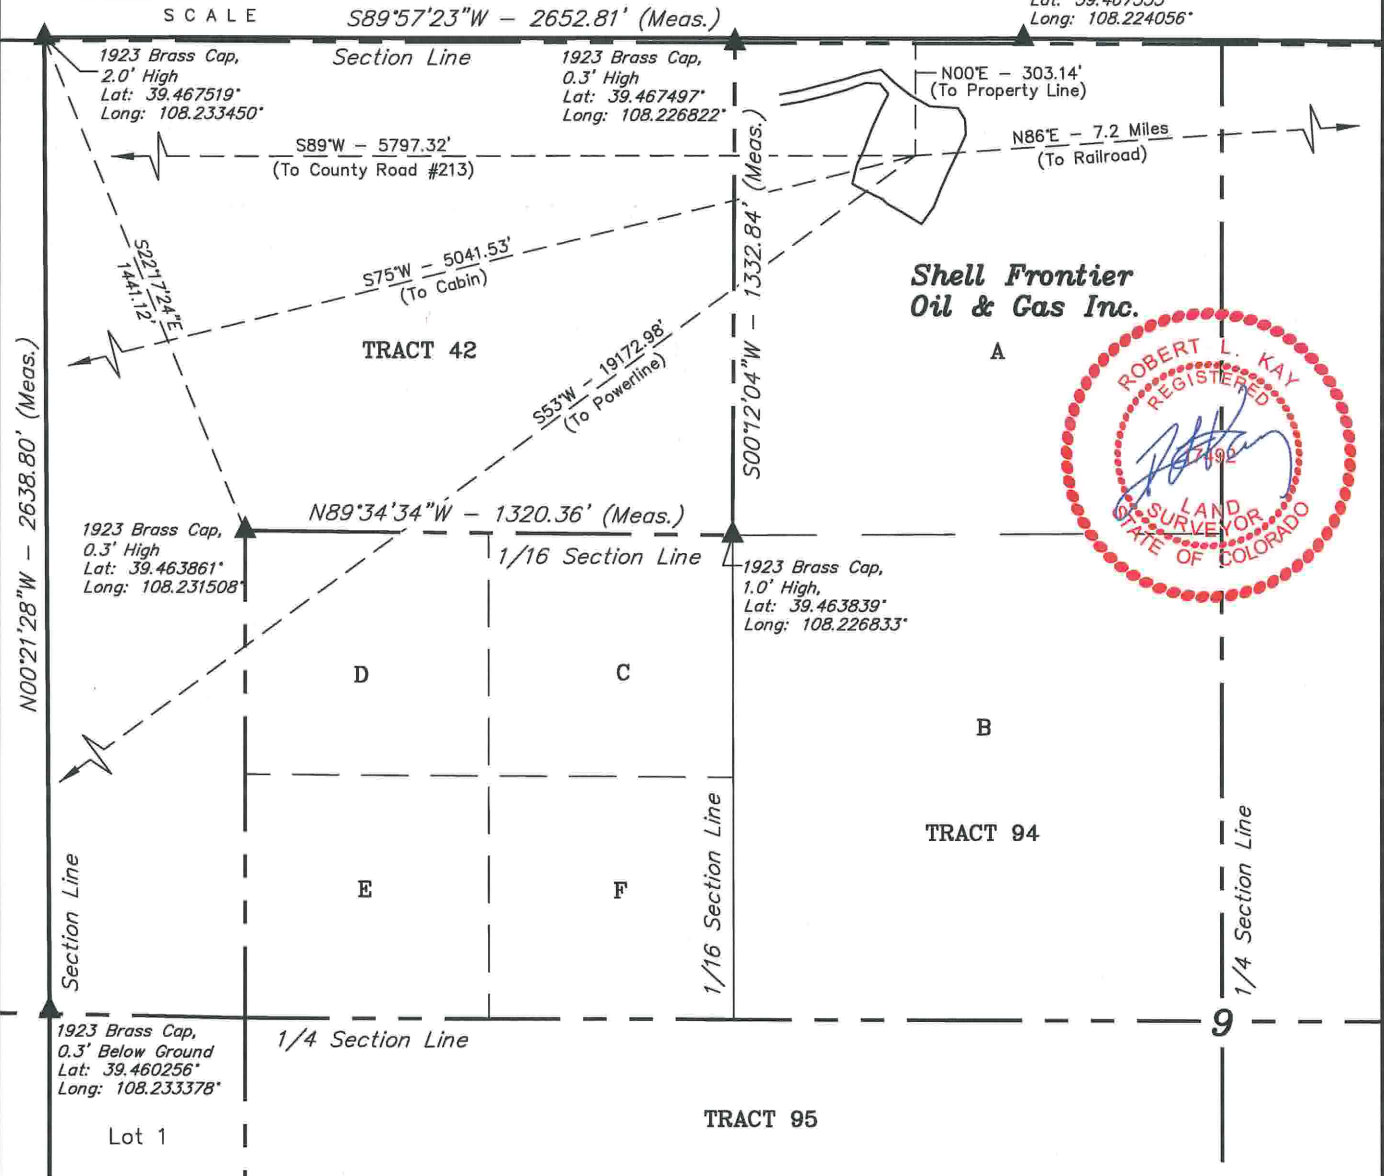 SCALE
S89°57'23"W - 2652.81' (Meas.)
Long: 108.224056°
1923 Brass Cap,
2.0' High
Lat: 39.467519°
Long: 108.233450°
Section Line
1923 Brass Cap,
0.3' High
Lat: 39.467497°
Long: 108.226822°
N00°E - 303.14'
(To Property Line)
S89°W - 5797.32'
(To County Road #213)
N86°E - 7.2 Miles
(To Railroad)
S22°17'24"E
1441.12'
S75°W - 5041.53'
(To Cabin)
S00°12'04"W - 1332.84' (Meas.)
Shell Frontier
Oil & Gas Inc.
TRACT 42
A
S53°W - 19172.98'
(To Powerline)
ROBERT L. KAY
REGISTERED
7492
LAND
SURVEYOR
STATE OF COLORADO
N00°21'28"W - 2638.80' (Meas.)
N89°34'34"W - 1320.36' (Meas.)
1923 Brass Cap,
0.3' High
Lat: 39.463861°
Long: 108.231508°
1/16 Section Line
1923 Brass Cap,
1.0' High,
Lat: 39.463839°
Long: 108.226833°
D
C
B
TRACT 94
E
F
Section Line
1/16 Section Line
1/4 Section Line
9
1923 Brass Cap,
0.3' Below Ground
Lat: 39.460256°
Long: 108.233378°
1/4 Section Line
Lot 1
TRACT 95